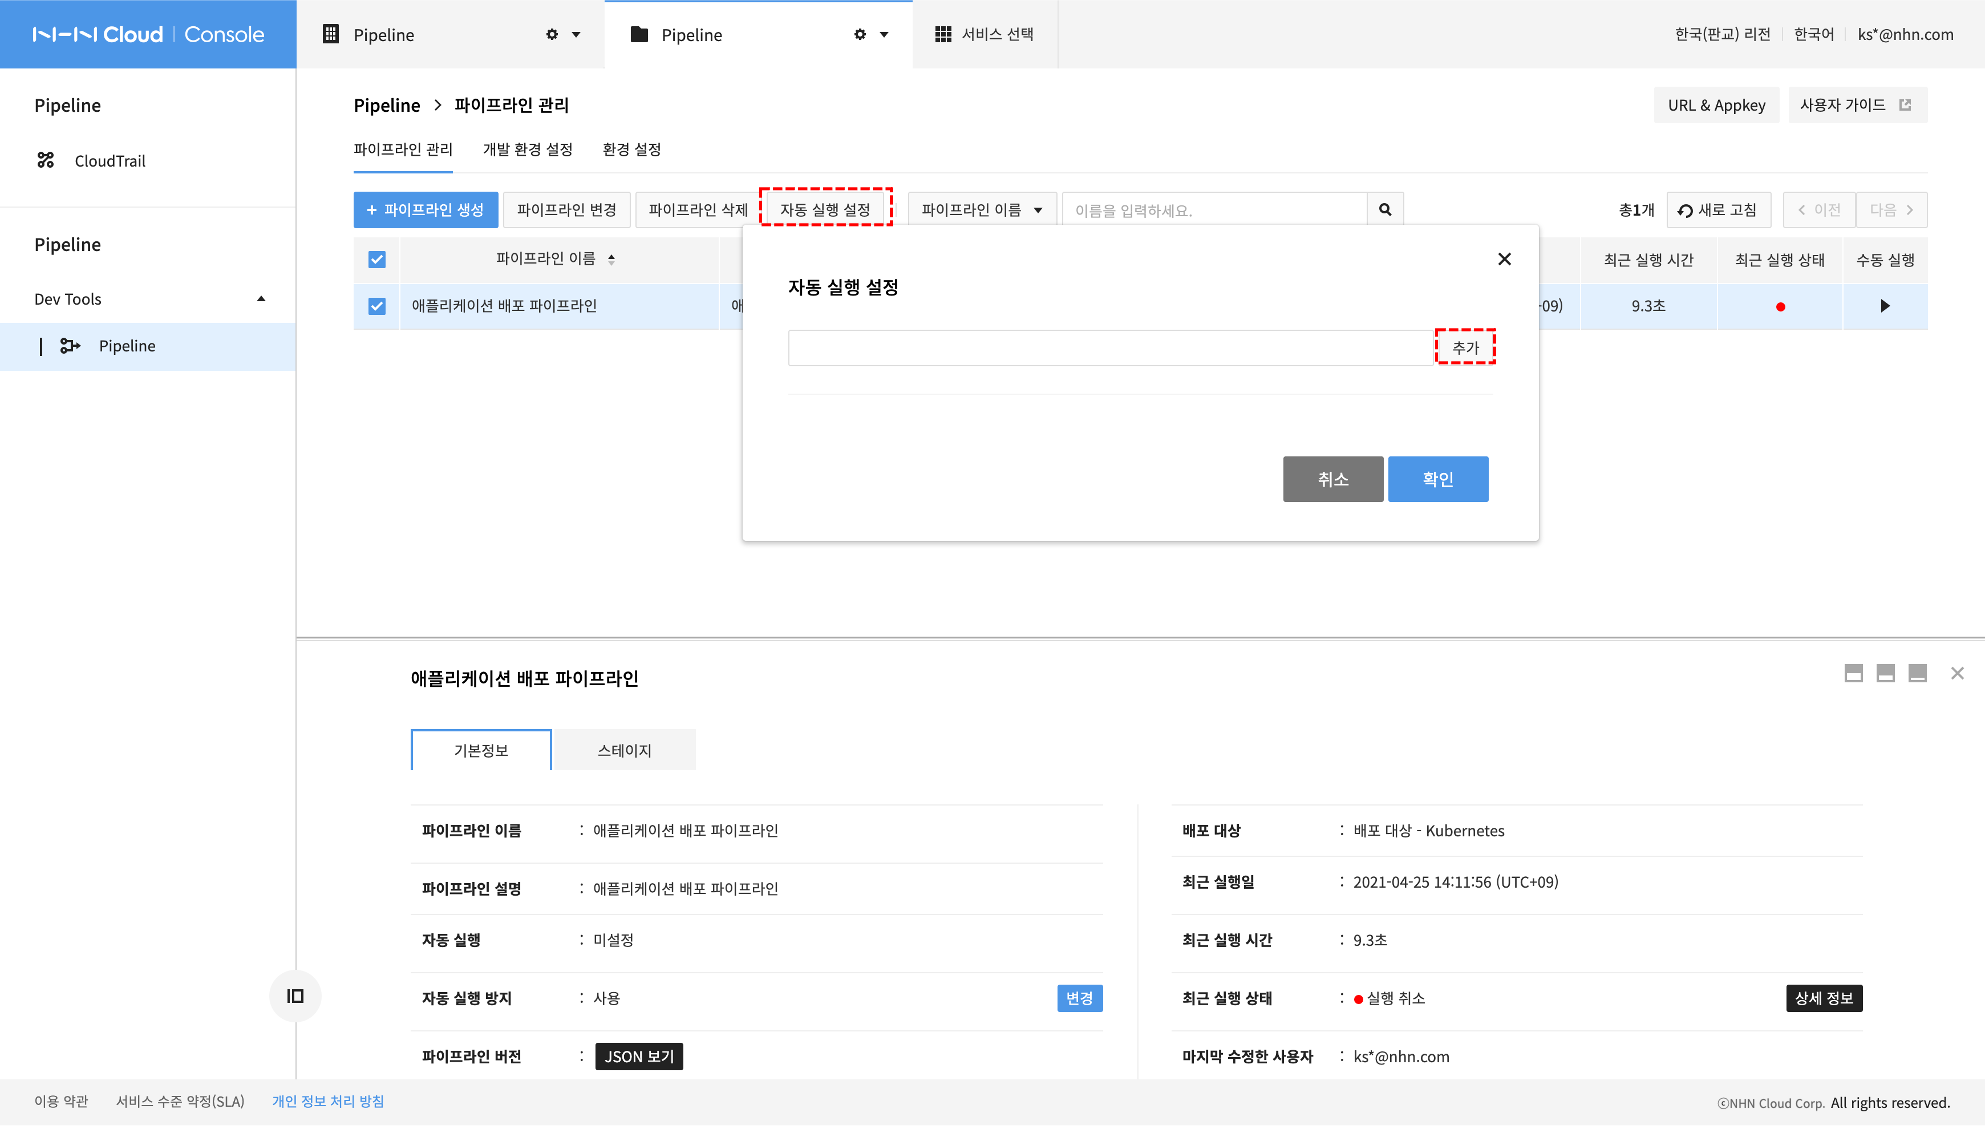 NHN Cloud | Console
Pipeline
Pipeline
서비스 선택
한국(판교) 리전
한국어
ks*@nhn.com
Pipeline
CloudTrail
Pipeline
Dev Tools
Pipeline
Pipeline > 파이프라인 관리
URL & Appkey
사용자 가이드
파이프라인 관리
개발 환경 설정
환경 설정
+ 파이프라인 생성
파이프라인 변경
파이프라인 삭제
자동 실행 설정
파이프라인 이름
이름을 입력하세요.
총1개
새로 고침
< 이전
다음 >
파이프라인 이름
최근 실행 시간
최근 실행 상태
수동 실행
애플리케이션 배포 파이프라인
애
-09)
9.3초
자동 실행 설정
추가
취소
확인
애플리케이션 배포 파이프라인
기본정보
스테이지
파이프라인 이름 : 애플리케이션 배포 파이프라인
파이프라인 설명 : 애플리케이션 배포 파이프라인
자동 실행 : 미설정
자동 실행 방지 : 사용
변경
파이프라인 버전 : JSON 보기
배포 대상 : 배포 대상 - Kubernetes
최근 실행일 : 2021-04-25 14:11:56 (UTC+09)
최근 실행 시간 : 9.3초
최근 실행 상태 : 실행 취소
상세 정보
마지막 수정한 사용자 : ks*@nhn.com
이용 약관
서비스 수준 약정(SLA)
개인 정보 처리 방침
ⓒNHN Cloud Corp. All rights reserved.